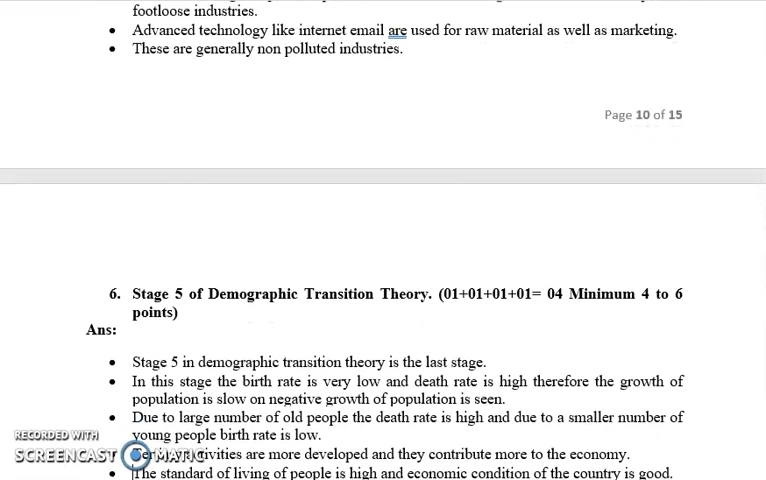 footloose industries.
• Advanced technology like internet email are used for raw material as well as marketing.
• These are generally non polluted industries.
Page 10 of 15
6. Stage 5 of Demographic Transition Theory. (01+01+01+01= 04 Minimum 4 to 6
points)
Ans:
• Stage 5 in demographic transition theory is the last stage.
• In this stage the birth rate is very low and death rate is high therefore the growth of
population is slow on negative growth of population is seen.
• Due to large number of old people the death rate is high and due to a smaller number of
young people birth rate is low.
RECORDED WITH
are more developed and they contribute more to the economy.
SCREENCAST MATIC
• The standard of living of people is high and economic condition of the country is good.